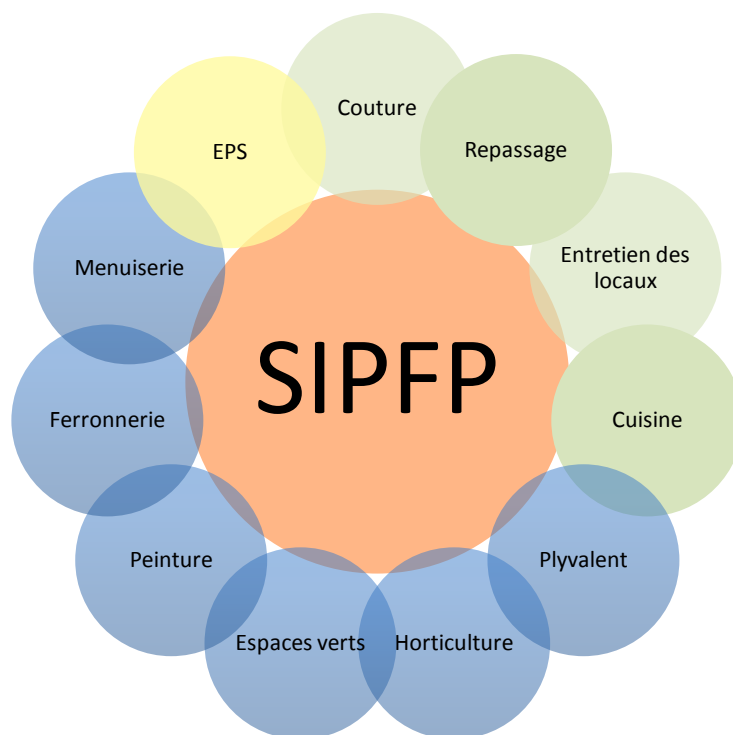 Couture
Repassage
Entretien des
locaux
Cuisine
Plyvalent
Horticulture
Espaces verts
Peinture
Ferronnerie
Menuiserie
EPS
SIPFP